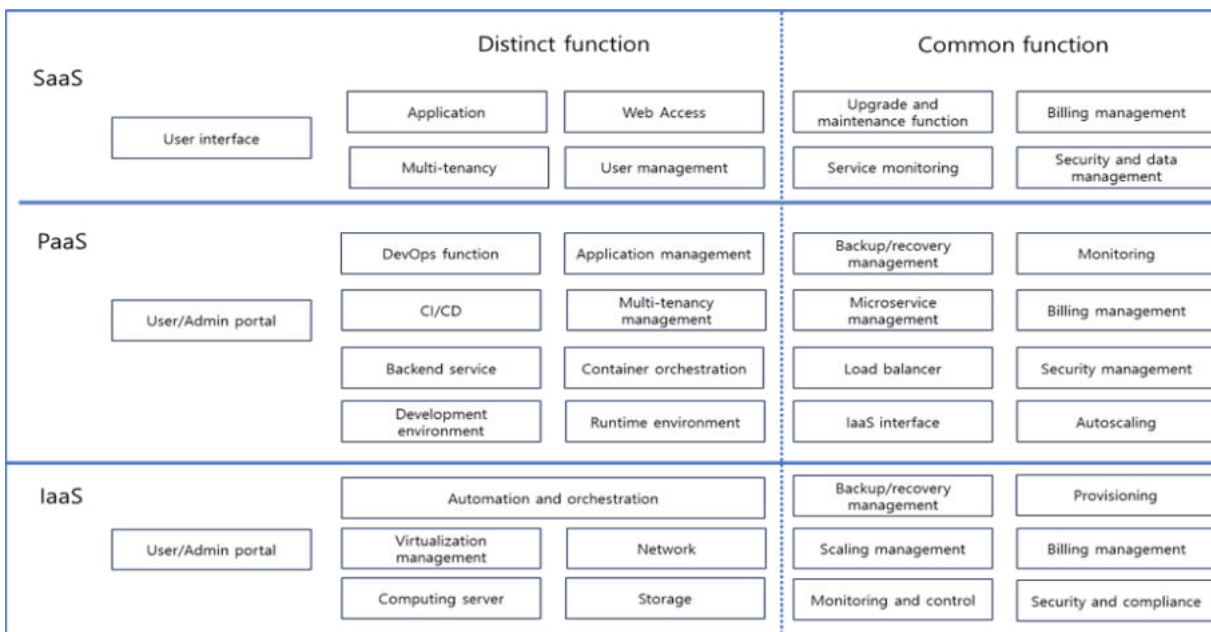 Distinct function
Common function
SaaS
User interface
Application
Web Access
Upgrade and
maintenance function
Billing management
Multi-tenancy
User management
Service monitoring
Security and data
management
PaaS
User/Admin portal
DevOps function
Application management
Backup/recovery
management
Monitoring
CI/CD
Multi-tenancy
management
Microservice
management
Billing management
Backend service
Container orchestration
Load balancer
Security management
Development
environment
Runtime environment
IaaS interface
Autoscaling
IaaS
User/Admin portal
Automation and orchestration
Backup/recovery
management
Provisioning
Virtualization
management
Network
Scaling management
Billing management
Computing server
Storage
Monitoring and control
Security and compliance